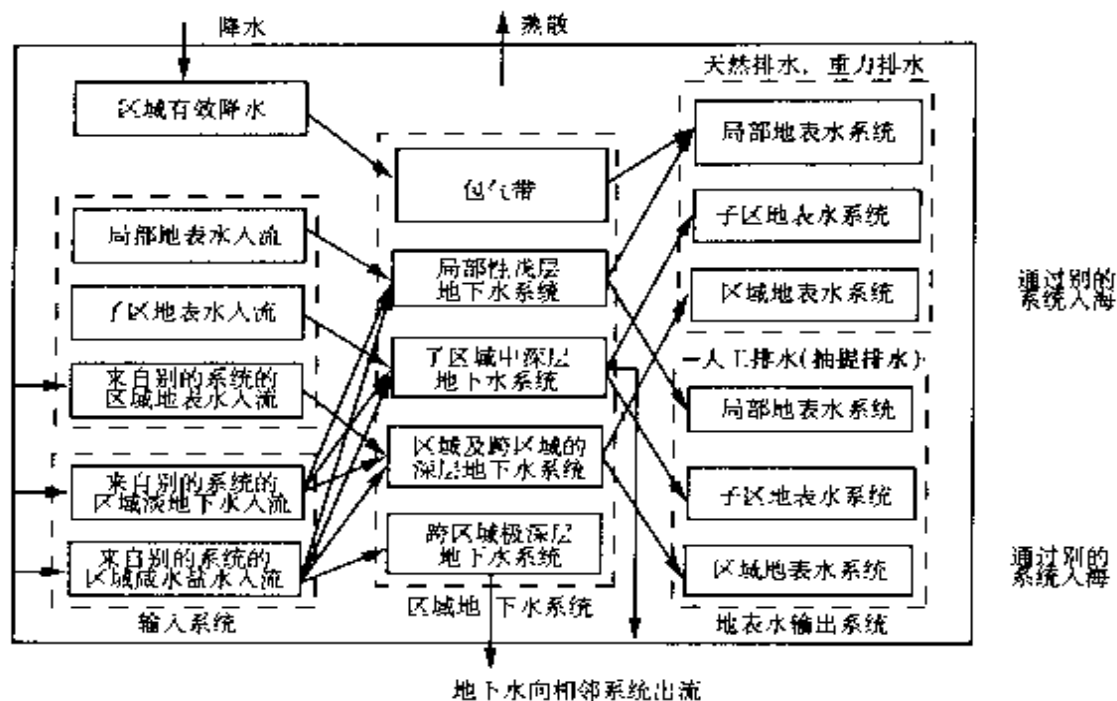 降水
蒸散
天然排水，重力排水
区域有效降水
局部地表水系统
包气带
子区地表水系统
局部地表水入流
局部性浅层
地下水系统
区域地表水系统
通过别的
系统入海
子区地表水入流
子区域中深层
地下水系统
人工排水(抽提排水)
来自别的系统的
区域地表水入流
局部地表水系统
区域及跨区域的
深层地下水系统
来自别的系统的
区域淡地下水入流
子区地表水系统
跨区域极深层
地下水系统
来自别的系统的
区域咸水盐水入流
区域地表水系统
通过别的
系统入海
输入系统
区域地下水系统
地表水输出系统
地下水向相邻系统出流